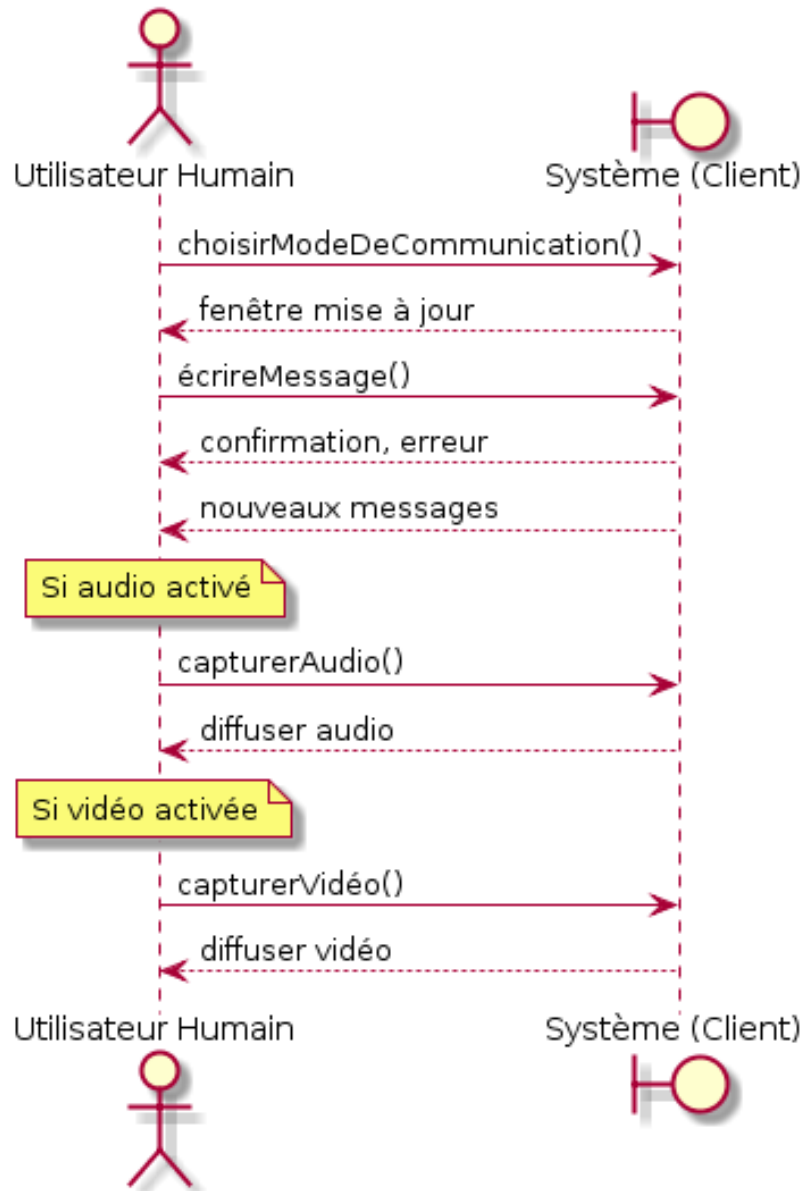 Utilisateur Humain
Système (Client)
choisirModeDeCommunication()
fenêtre mise à jour
écrireMessage()
confirmation, erreur
nouveaux messages
Si audio activé
capturerAudio()
diffuser audio
Si vidéo activée
capturerVidéo()
diffuser vidéo
Utilisateur Humain
Système (Client)